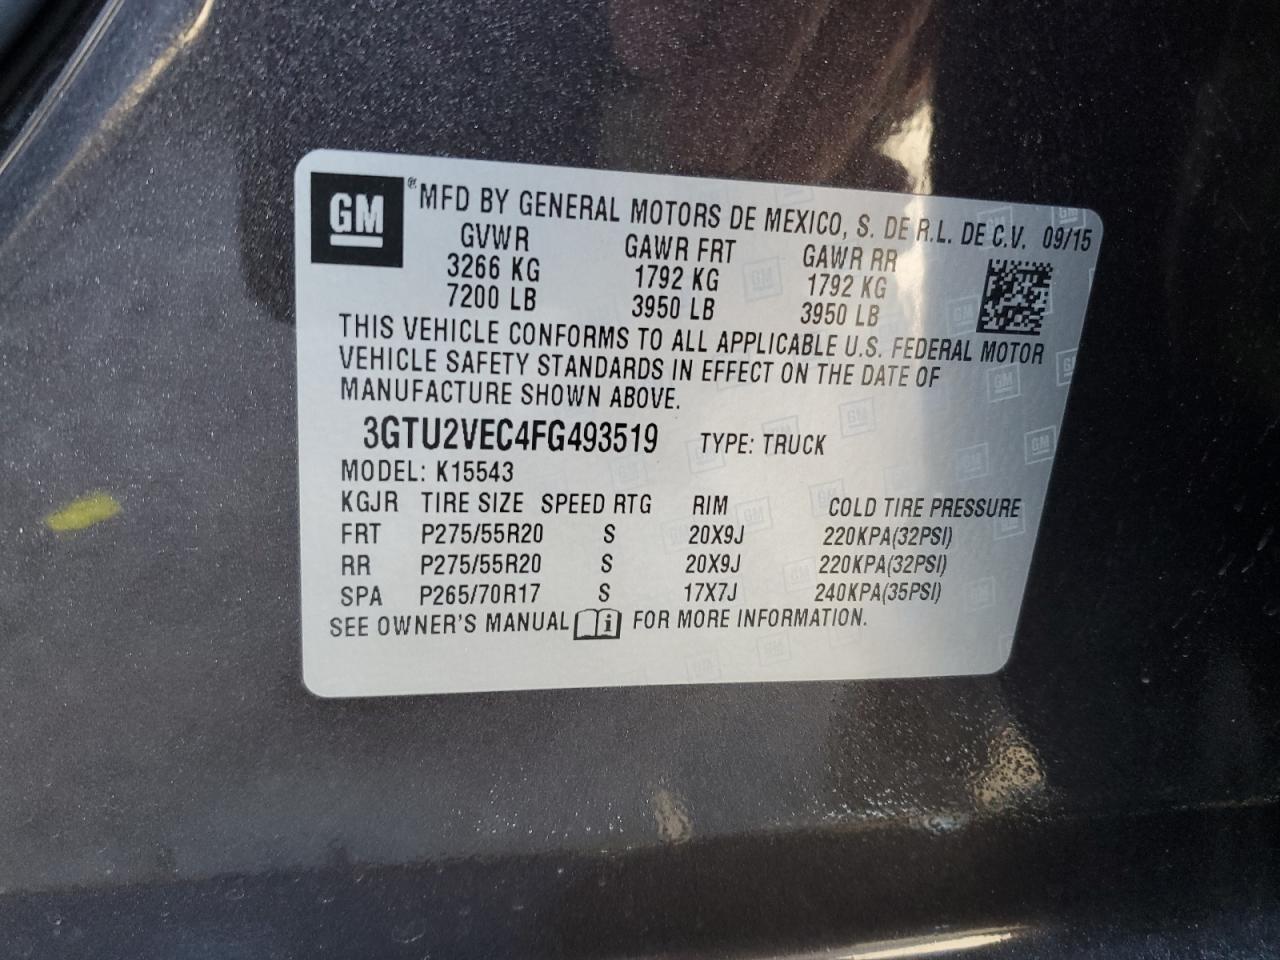 GM® MFD BY GENERAL MOTORS DE MEXICO, S. DE R.L. DE C.V. 09/15
GVWR GAWR FRT GAWR RR
3266 KG 1792 KG 1792 KG
7200 LB 3950 LB 3950 LB
THIS VEHICLE CONFORMS TO ALL APPLICABLE U.S. FEDERAL MOTOR
VEHICLE SAFETY STANDARDS IN EFFECT ON THE DATE OF
MANUFACTURE SHOWN ABOVE.
3GTU2VEC4FG493519 TYPE: TRUCK
MODEL: K15543
KGJR TIRE SIZE SPEED RTG RIM COLD TIRE PRESSURE
FRT P275/55R20 S 20X9J 220KPA(32PSI)
RR P275/55R20 S 20X9J 220KPA(32PSI)
SPA P265/70R17 S 17X7J 240KPA(35PSI)
SEE OWNER'S MANUAL i FOR MORE INFORMATION.